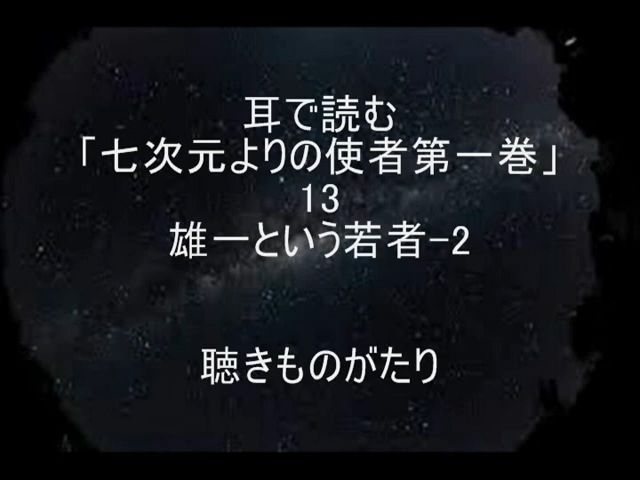 耳で読む
「七次元よりの使者第一巻」
13
雄一という若者-2
聴きものがたり